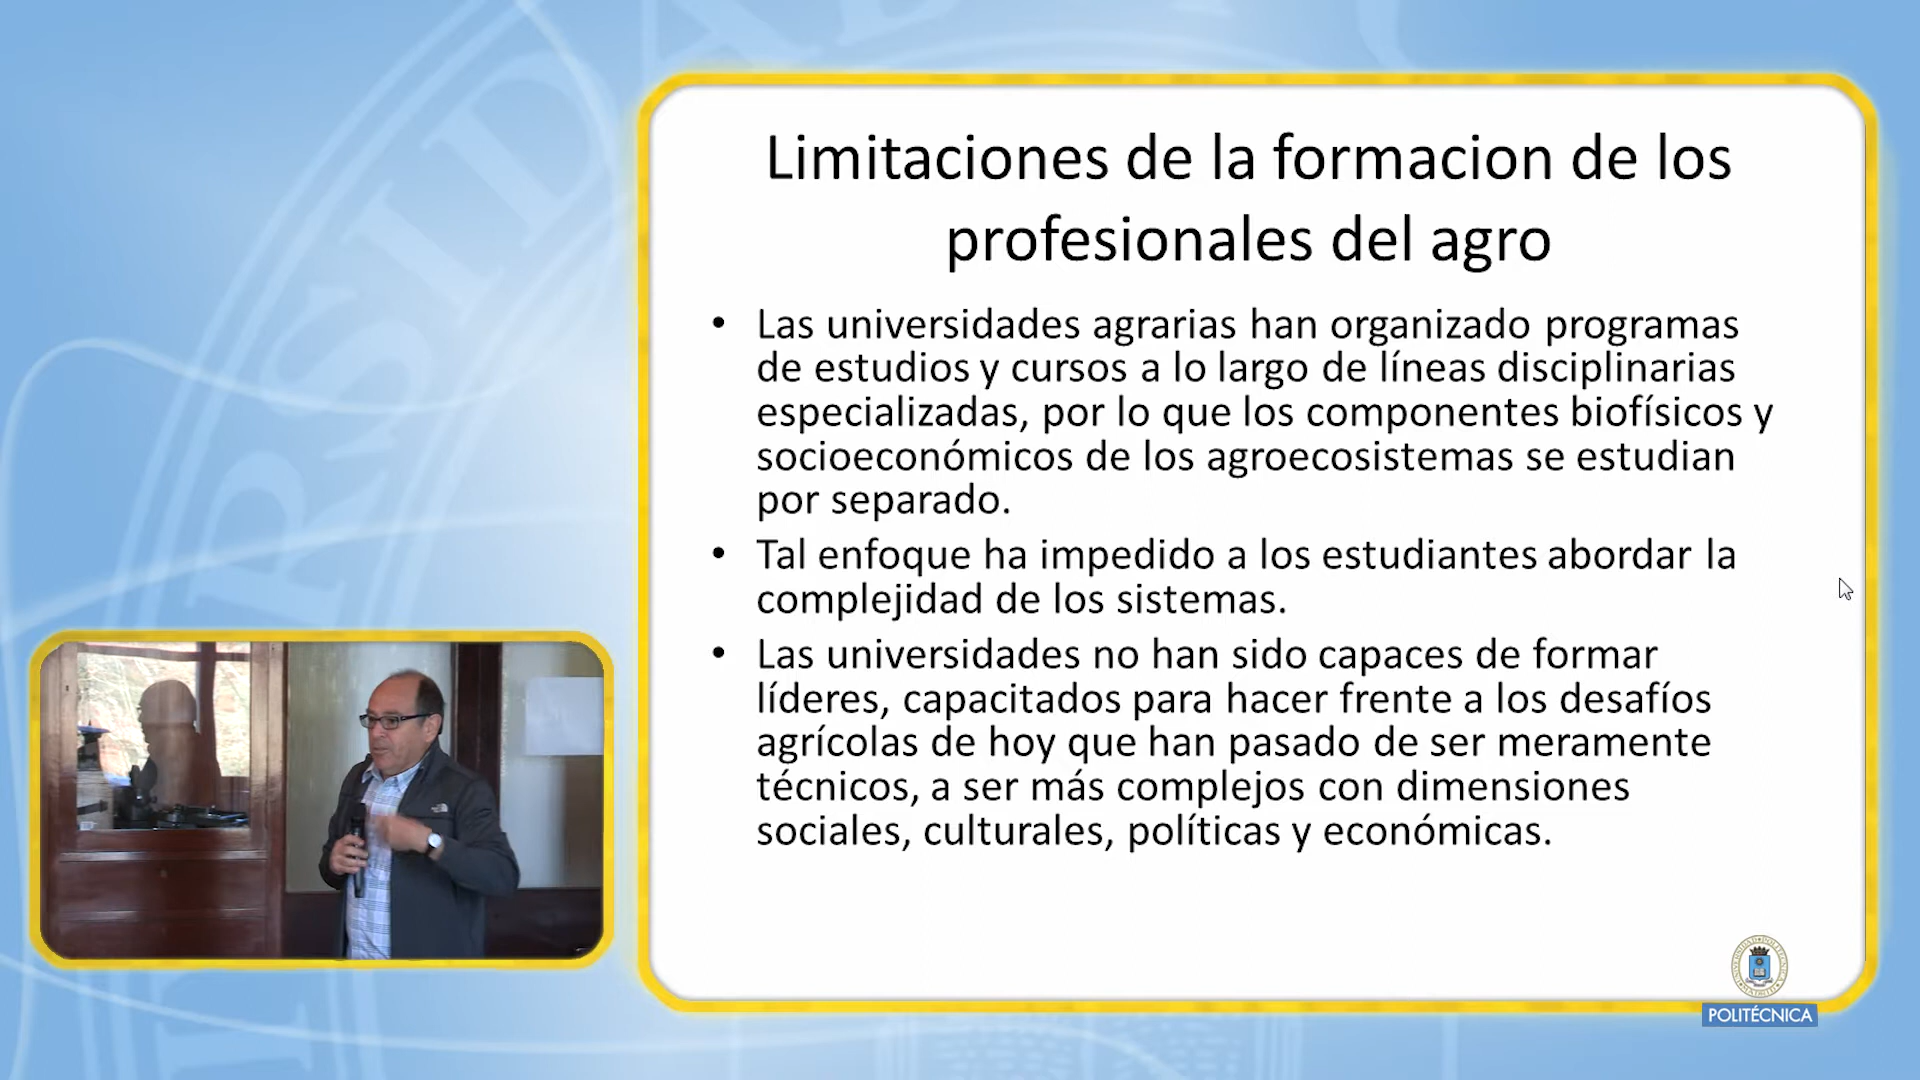 Limitaciones de la formacion de los
profesionales del agro
• Las universidades agrarias han organizado programas
de estudios y cursos a lo largo de líneas disciplinarias
especializadas, por lo que los componentes biofísicos y
socioeconómicos de los agroecosistemas se estudian
por separado.
• Tal enfoque ha impedido a los estudiantes abordar la
complejidad de los sistemas.
• Las universidades no han sido capaces de formar
líderes, capacitados para hacer frente a los desafíos
agrícolas de hoy que han pasado de ser meramente
técnicos, a ser más complejos con dimensiones
sociales, culturales, políticas y económicas.
POLITÉCNICA